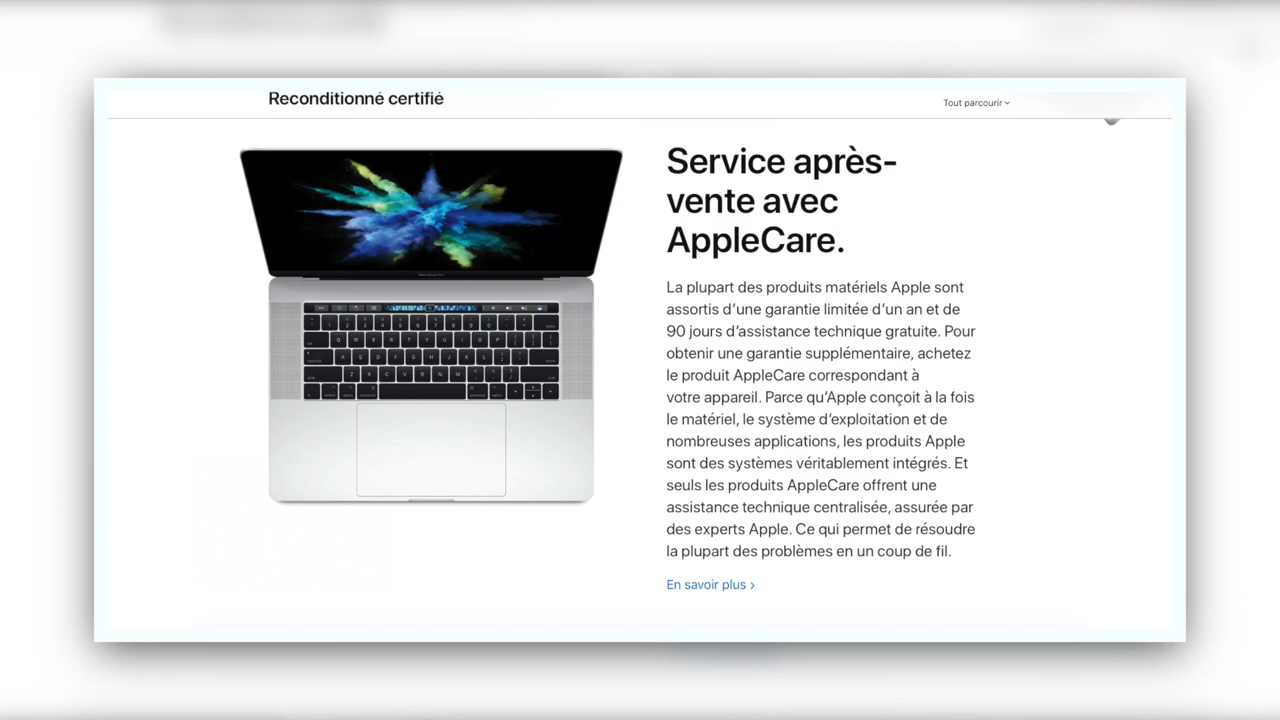 Reconditionné certifié
Tout parcourir
Service après-
vente avec
AppleCare.
La plupart des produits matériels Apple sont
assortis d’une garantie limitée d’un an et de
90 jours d’assistance technique gratuite. Pour
obtenir une garantie supplémentaire, achetez
le produit AppleCare correspondant à
votre appareil. Parce qu’Apple conçoit à la fois
le matériel, le système d’exploitation et de
nombreuses applications, les produits Apple
sont des systèmes véritablement intégrés. Et
seuls les produits AppleCare offrent une
assistance technique centralisée, assurée par
des experts Apple. Ce qui permet de résoudre
la plupart des problèmes en un coup de fil.
En savoir plus ›